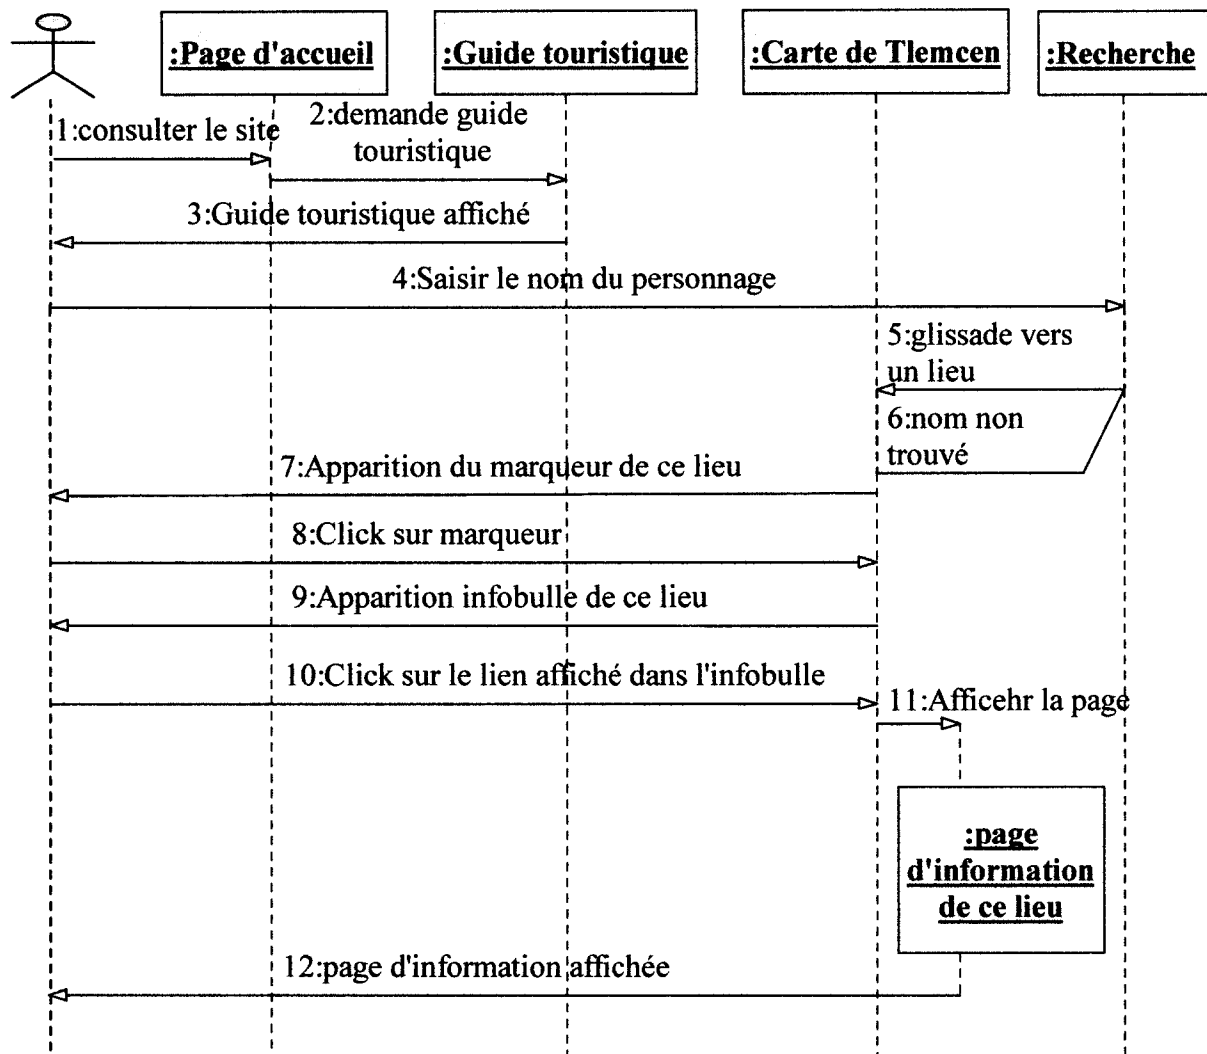 :Page d'accueil
:Guide touristique
:Carte de Tlemcen
:Recherche
1:consulter le site
2:demande guide
touristique
3:Guide touristique affiché
4:Saisir le nom du personnage
5:glissade vers
un lieu
6:nom non
trouvé
7:Apparition du marqueur de ce lieu
8:Click sur marqueur
9:Apparition infobulle de ce lieu
10:Click sur le lien affiché dans l'infobulle
11:Afficehr la page
:page
d'information
de ce lieu
12:page d'information affichée